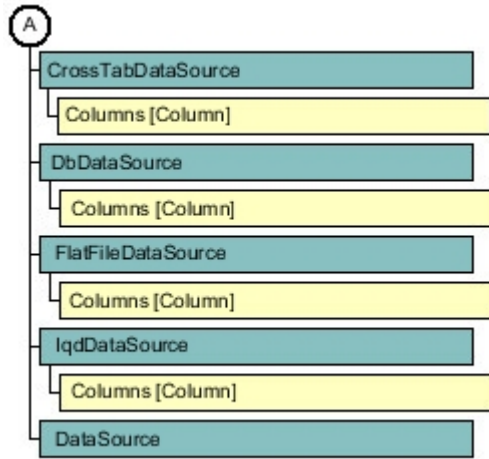 A
CrossTabDataSource
Columns [Column]
DbDataSource
Columns [Column]
FlatFileDataSource
Columns [Column]
IqdDataSource
Columns [Column]
DataSource